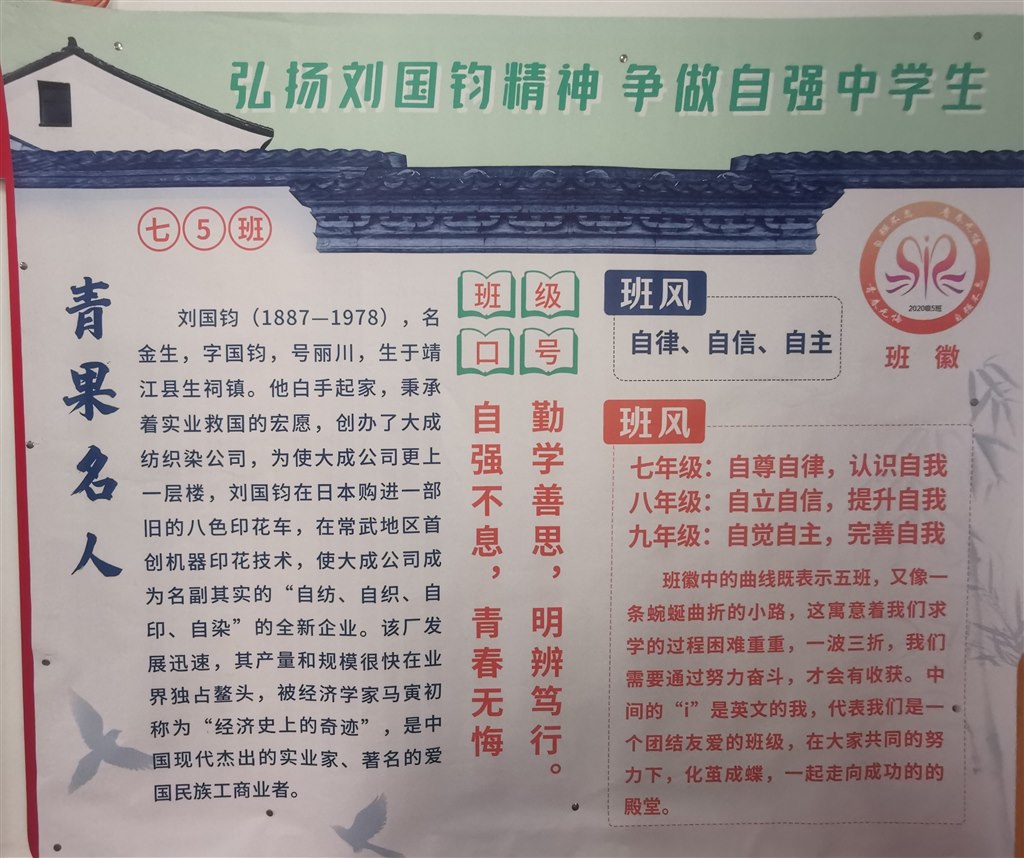 弘扬刘国钧精神 争做自强中学生
七5班
青果名人
刘国钧（1887—1978），名
金生，字国钧，号丽川，生于靖
江县生祠镇。他白手起家，秉承
着实业救国的宏愿，创办了大成
纺织染公司，为使大成公司更上
一层楼，刘国钧在日本购进一部
旧的八色印花车，在常武地区首
创机器印花技术，使大成公司成
为名副其实的“自纺、自织、自
印、自染”的全新企业。该厂发
展迅速，其产量和规模很快在业
界独占鳌头，被经济学家马寅初
称为“经济史上的奇迹”，是中
国现代杰出的实业家、著名的爱
国民族工商业者。
班级
口号
勤学善思，明辨笃行。
自强不息，青春无悔
班风
自律、自信、自主
自强不息 青春无悔
2020级5班
班 徽
班风
七年级：自尊自律，认识自我
八年级：自立自信，提升自我
九年级：自觉自主，完善自我
班徽中的曲线既表示五班，又像一
条蜿蜒曲折的小路，这寓意着我们求
学的过程困难重重，一波三折，我们
需要通过努力奋斗，才会有收获。中
间的“i”是英文的我，代表我们是一
个团结友爱的班级，在大家共同的努
力下，化茧成蝶，一起走向成功的的
殿堂。